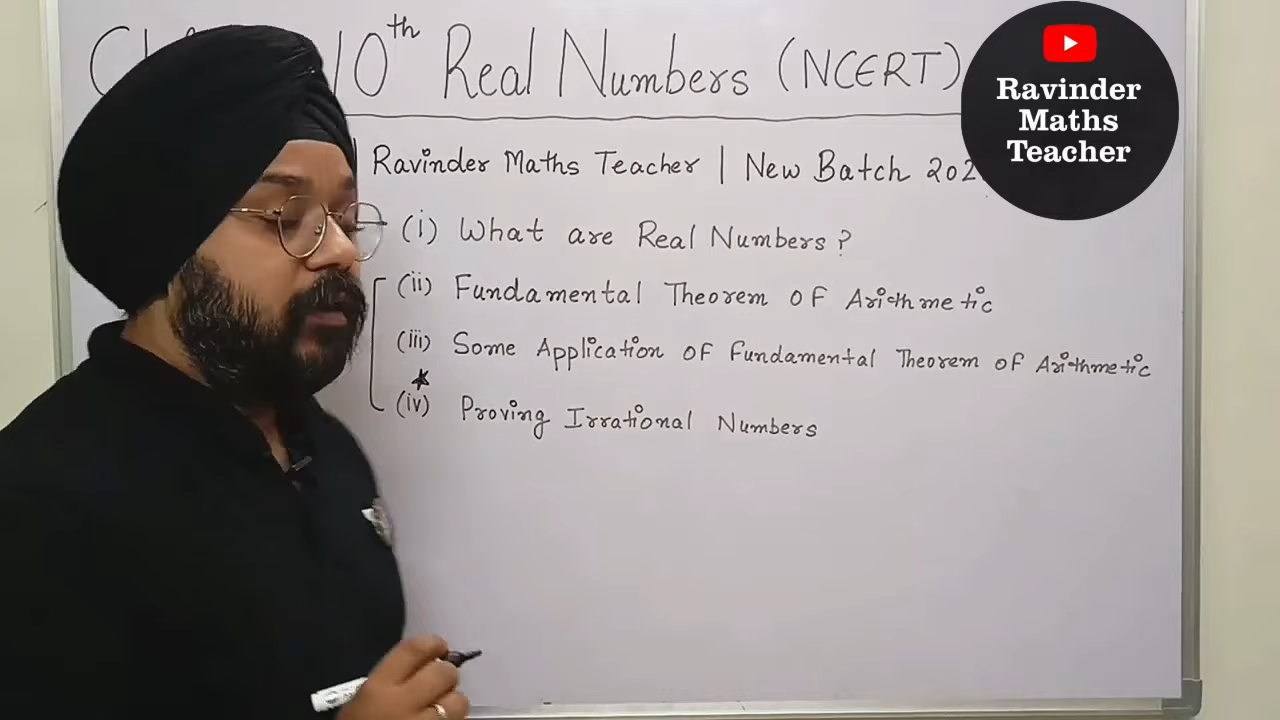 10th Real Numbers (NCERT)
Ravinder Maths Teacher
Ravinder Maths Teacher | New Batch
(i) What are Real Numbers?
(ii) Fundamental Theorem of Arithmetic
(iii) Some Application of Fundamental Theorem of Arithmetic
(iv) Proving Irrational Numbers